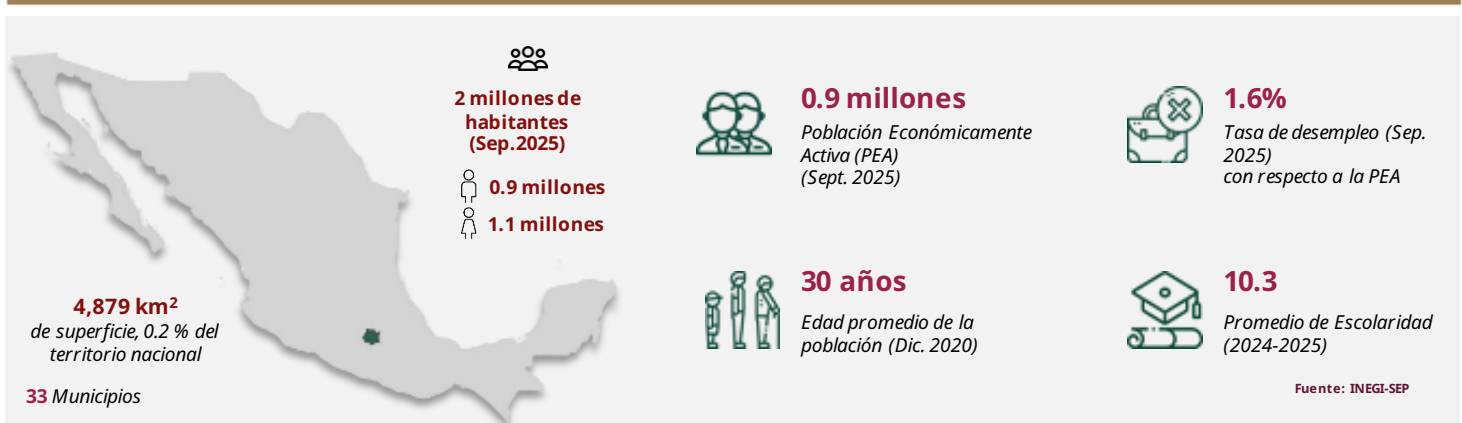 2 millones de
habitantes
(Sep.2025)
0.9 millones
1.1 millones
4,879 km²
de superficie, 0.2 % del
territorio nacional
33 Municipios
0.9 millones
Población Económicamente
Activa (PEA)
(Sept. 2025)
1.6%
Tasa de desempleo (Sep.
2025)
con respecto a la PEA
30 años
Edad promedio de la
población (Dic. 2020)
10.3
Promedio de Escolaridad
(2024-2025)
Fuente: INEGI-SEP